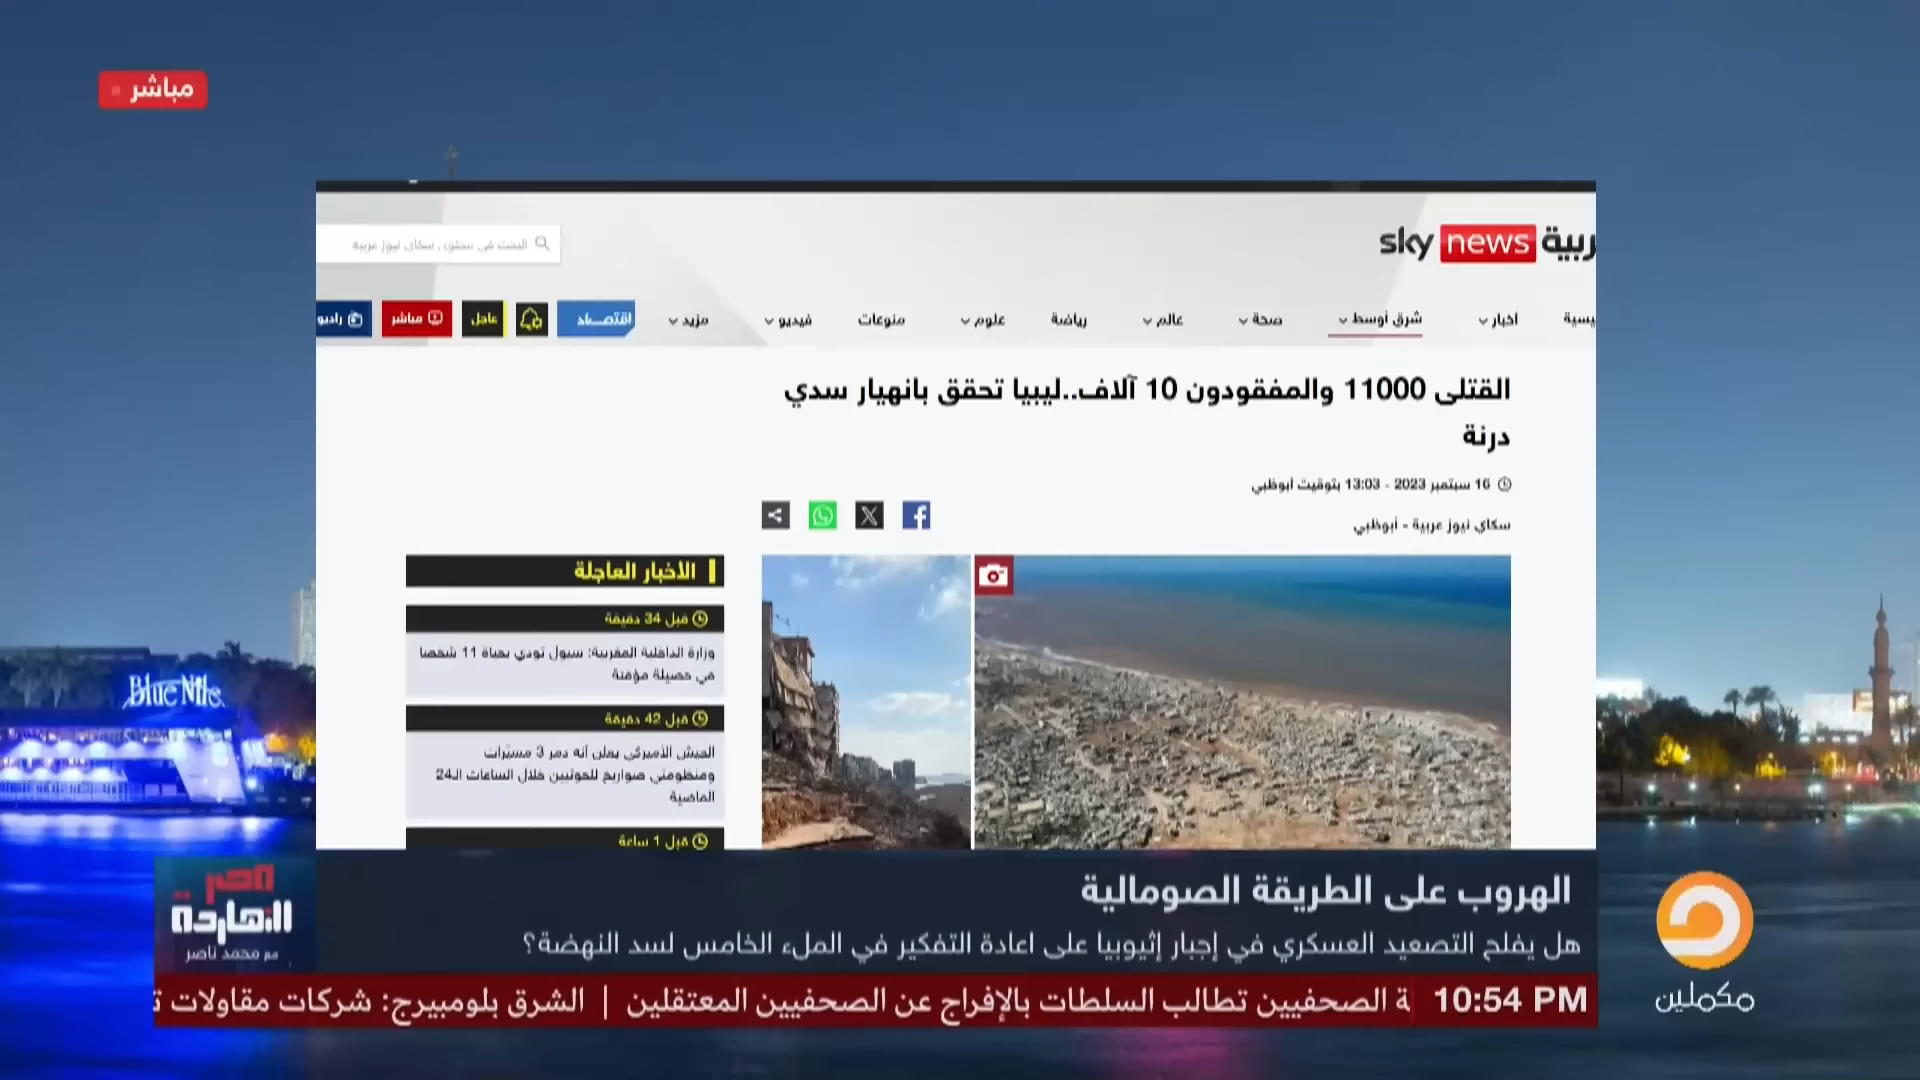 مباشر
البحث في محتوى سكاي نيوز عربية
sky news ربية
يسية
أخبار
شرق أوسط
صحة
عالم
رياضة
علوم
منوعات
فيديو
مزيد
اقتصاد
عاجل
مباشر
راديو
القتلى 11000 والمفقودون 10 آلاف..ليبيا تحقق بانهيار سدي
درنة
16 سبتمبر 2023 - 13:03 بتوقيت أبوظبي
سكاي نيوز عربية - أبوظبي
الأخبار العاجلة
قبل 34 دقيقة
وزارة الداخلية المغربية: سيول تودي بحياة 11 شخصا
في حصيلة مؤقتة
قبل 42 دقيقة
الجيش الأميركي يعلن أنه دمر 3 مسيّرات
ومنظومتي صواريخ للحوثيين خلال الساعات الـ24
الماضية
قبل 1 ساعة
Blue Nile
مصر
النهاردة
مع محمد ناصر
الهروب على الطريقة الصومالية
هل يفلح التصعيد العسكري في إجبار إثيوبيا على اعادة التفكير في الملء الخامس لسد النهضة؟
10:54 PM
ة الصحفيين تطالب السلطات بالإفراج عن الصحفيين المعتقلين | الشرق بلومبيرج: شركات مقاولات ت
مكملين